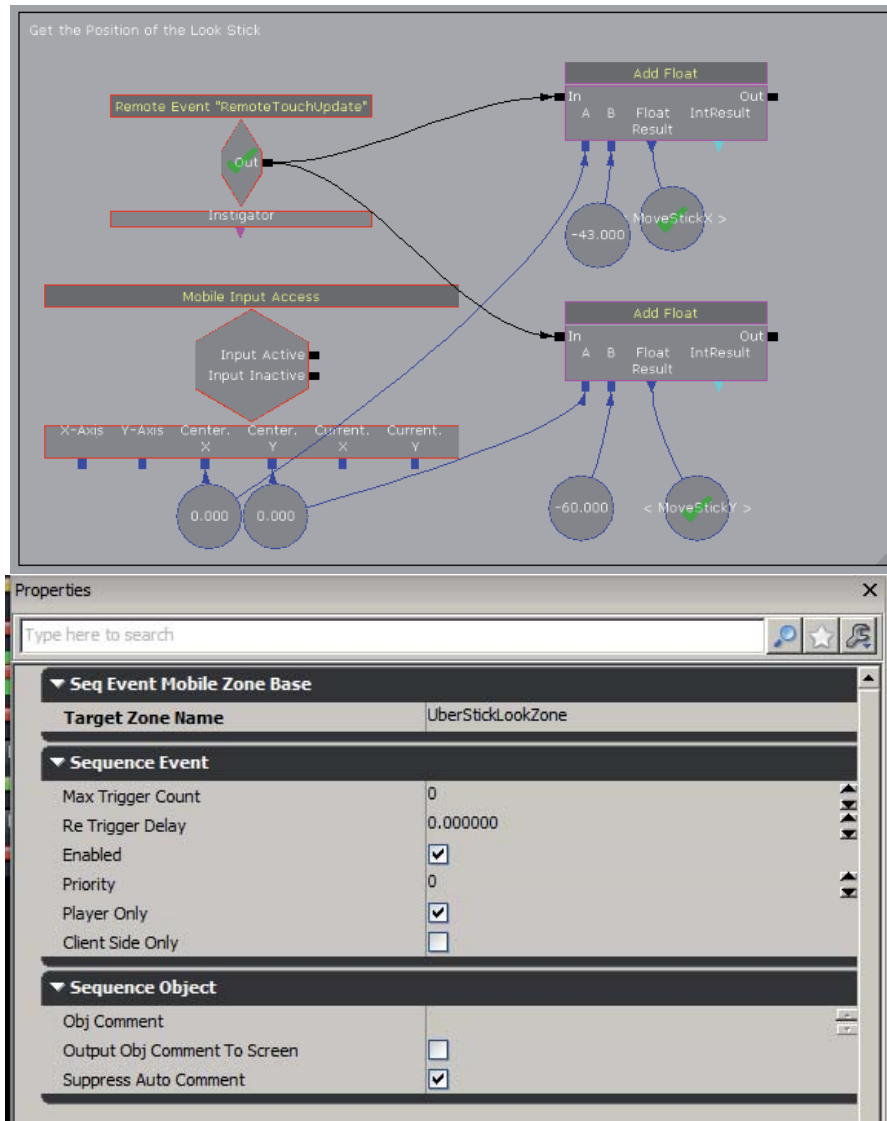 Get the Position of the Look Stick
Add Float
Remote Event "RemoteTouchUpdate"
In Out
A B Float IntResult
Result
Out
Instigator
-43.000 < MoveStickX >
Mobile Input Access
Add Float
In Out
A B Float IntResult
Result
Input Active
Input Inactive
X-Axis Y-Axis Center. Center. Current. Current.
X Y X Y
0.000 0.000 -60.000 < MoveStickY >
Properties
Type here to search
Seq Event Mobile Zone Base
Target Zone Name UberStickLookZone
Sequence Event
Max Trigger Count 0
Re Trigger Delay 0.000000
Enabled
Priority 0
Player Only
Client Side Only
Sequence Object
Obj Comment
Output Obj Comment To Screen
Suppress Auto Comment